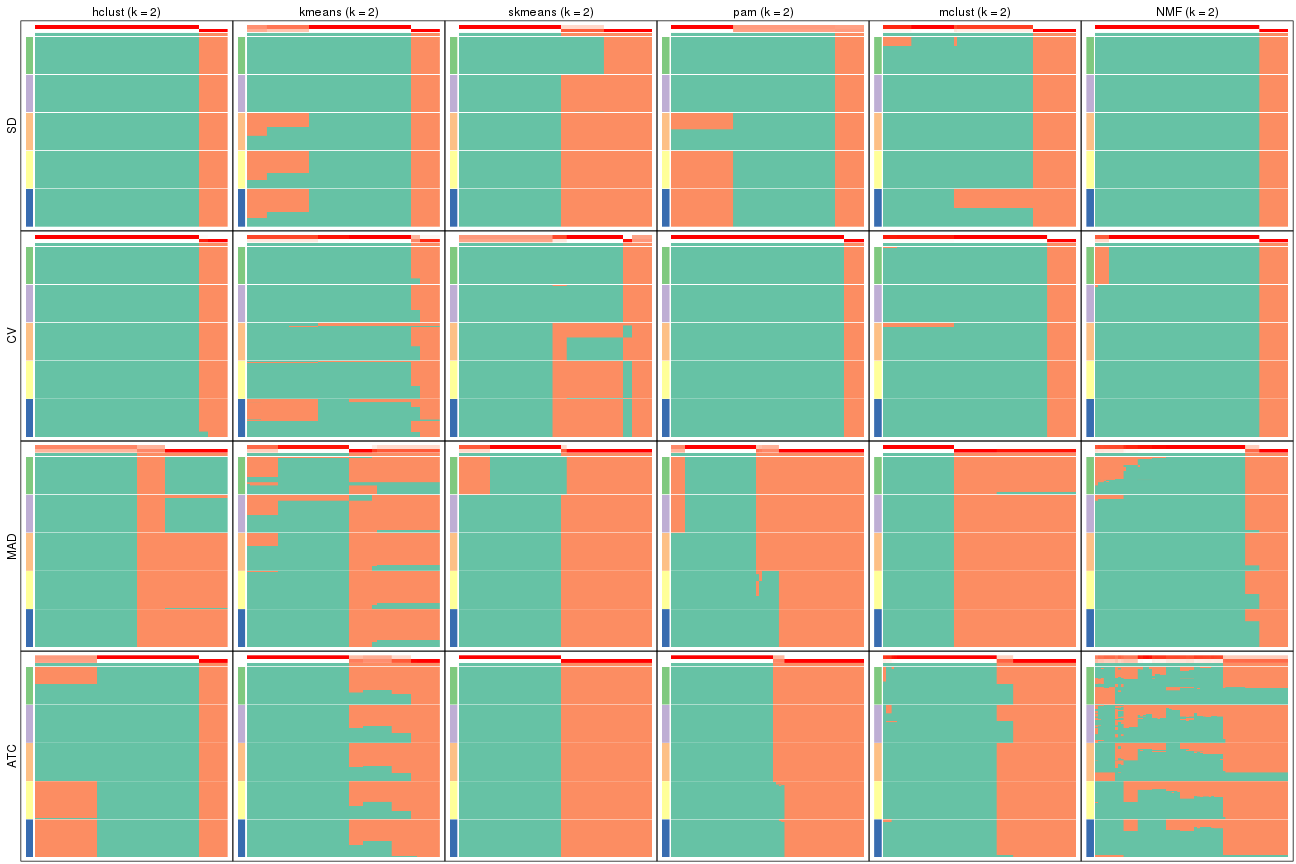 hclust (k = 2)
kmeans (k = 2)
skmeans (k = 2)
pam (k = 2)
mclust (k = 2)
NMF (k = 2)
SD
CV
MAD
ATC